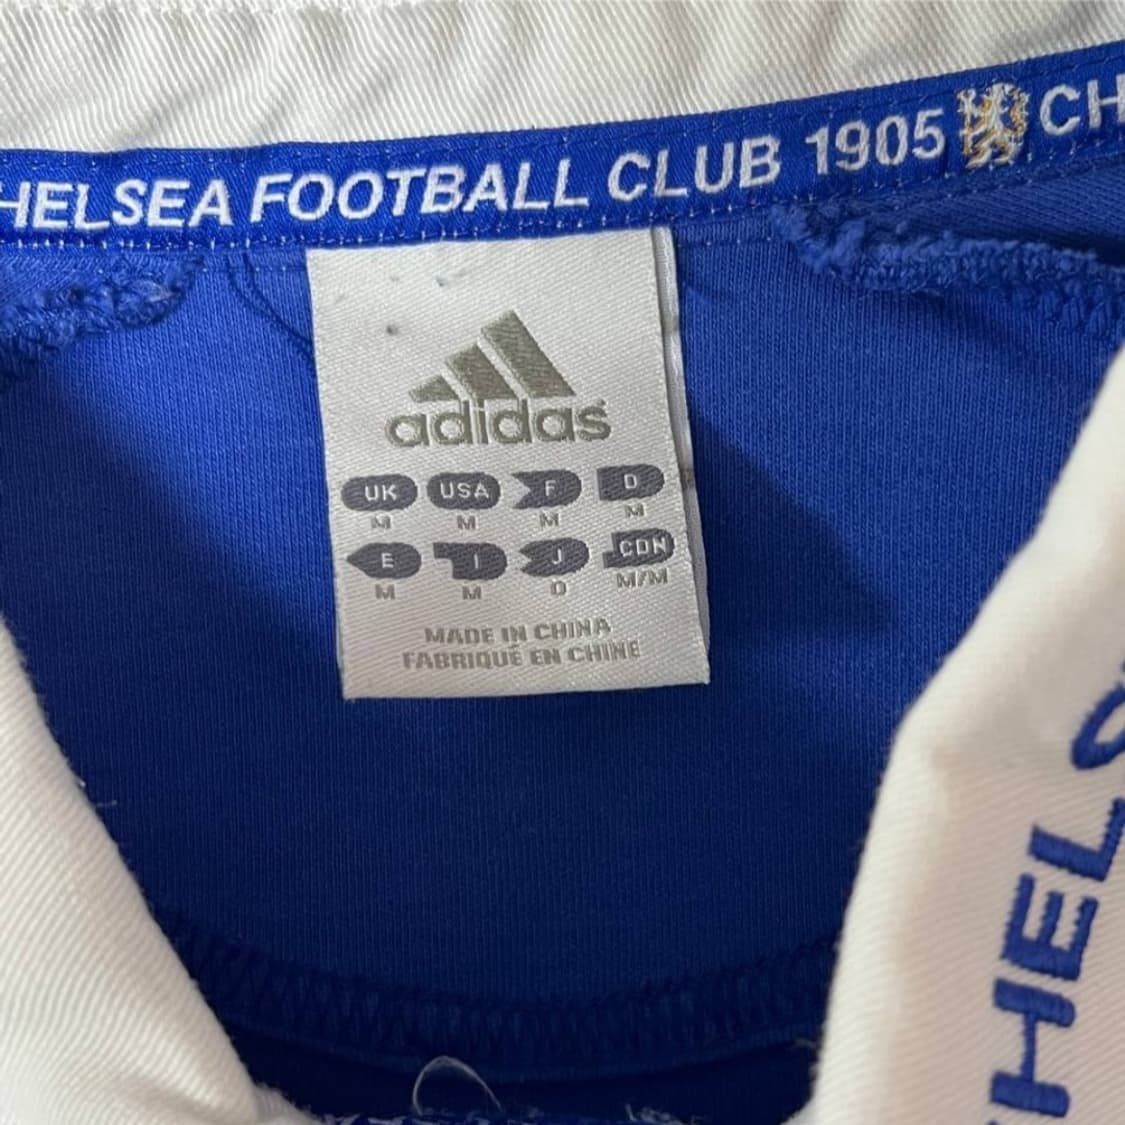 HELSEA FOOTBALL CLUB 1905 CH
adidas
UK USA F D
M M M M
E I J CDN
M M O M/M
MADE IN CHINA
FABRIQUÉ EN CHINE
HELS